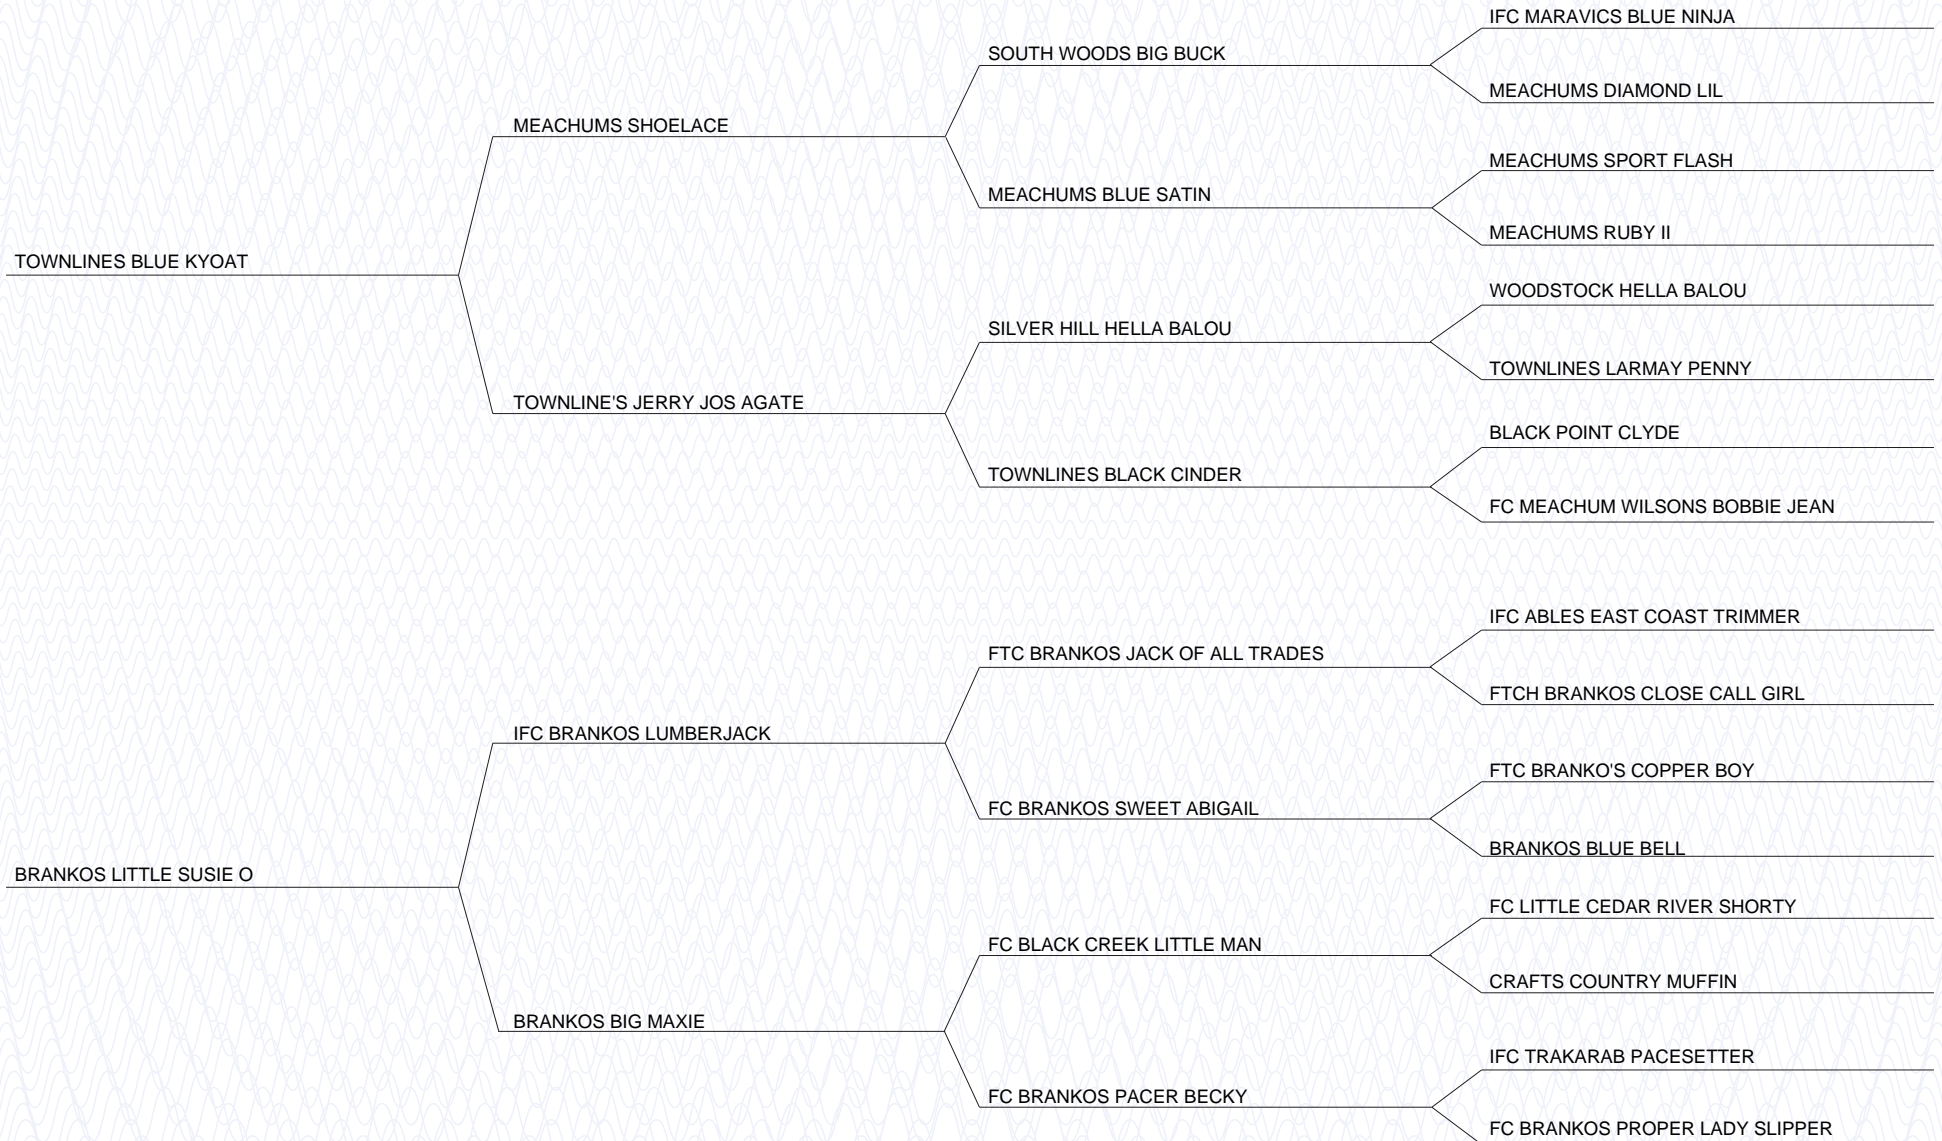 IFC MARAVICS BLUE NINJA
SOUTH WOODS BIG BUCK
MEACHUMS DIAMOND LIL
MEACHUMS SHOELACE
MEACHUMS SPORT FLASH
MEACHUMS BLUE SATIN
MEACHUMS RUBY II
TOWNLINES BLUE KYOAT
WOODSTOCK HELLA BALOU
SILVER HILL HELLA BALOU
TOWNLINES LARMAY PENNY
TOWNLINE'S JERRY JOS AGATE
BLACK POINT CLYDE
TOWNLINES BLACK CINDER
FC MEACHUM WILSONS BOBBIE JEAN
IFC ABLES EAST COAST TRIMMER
FTC BRANKOS JACK OF ALL TRADES
FTCH BRANKOS CLOSE CALL GIRL
IFC BRANKOS LUMBERJACK
FTC BRANKO'S COPPER BOY
FC BRANKOS SWEET ABIGAIL
BRANKOS BLUE BELL
BRANKOS LITTLE SUSIE O
FC LITTLE CEDAR RIVER SHORTY
FC BLACK CREEK LITTLE MAN
CRAFTS COUNTRY MUFFIN
BRANKOS BIG MAXIE
IFC TRAKARAB PACESETTER
FC BRANKOS PACER BECKY
FC BRANKOS PROPER LADY SLIPPER